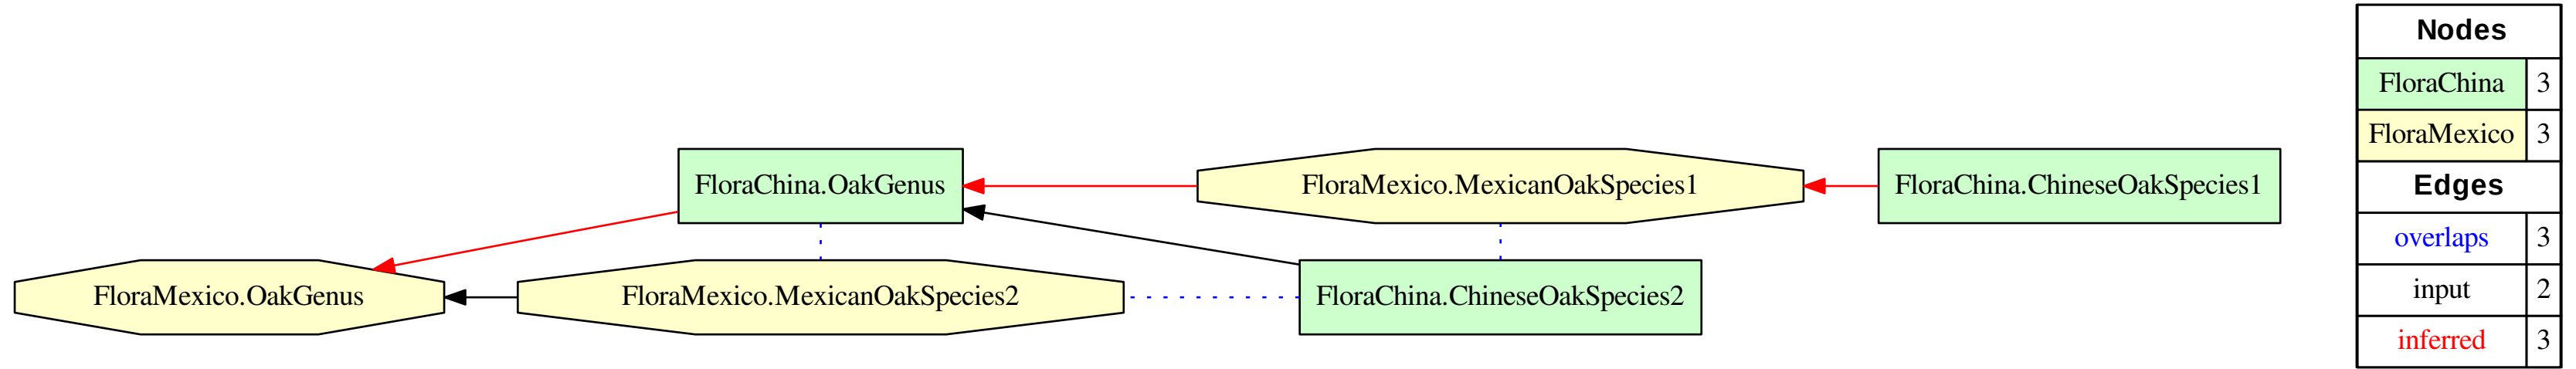 FloraChina.OakGenus
FloraMexico.MexicanOakSpecies1
FloraChina.ChineseOakSpecies1
FloraMexico.OakGenus
FloraMexico.MexicanOakSpecies2
FloraChina.ChineseOakSpecies2
Nodes
FloraChina 3
FloraMexico 3
Edges
overlaps 3
input 2
inferred 3